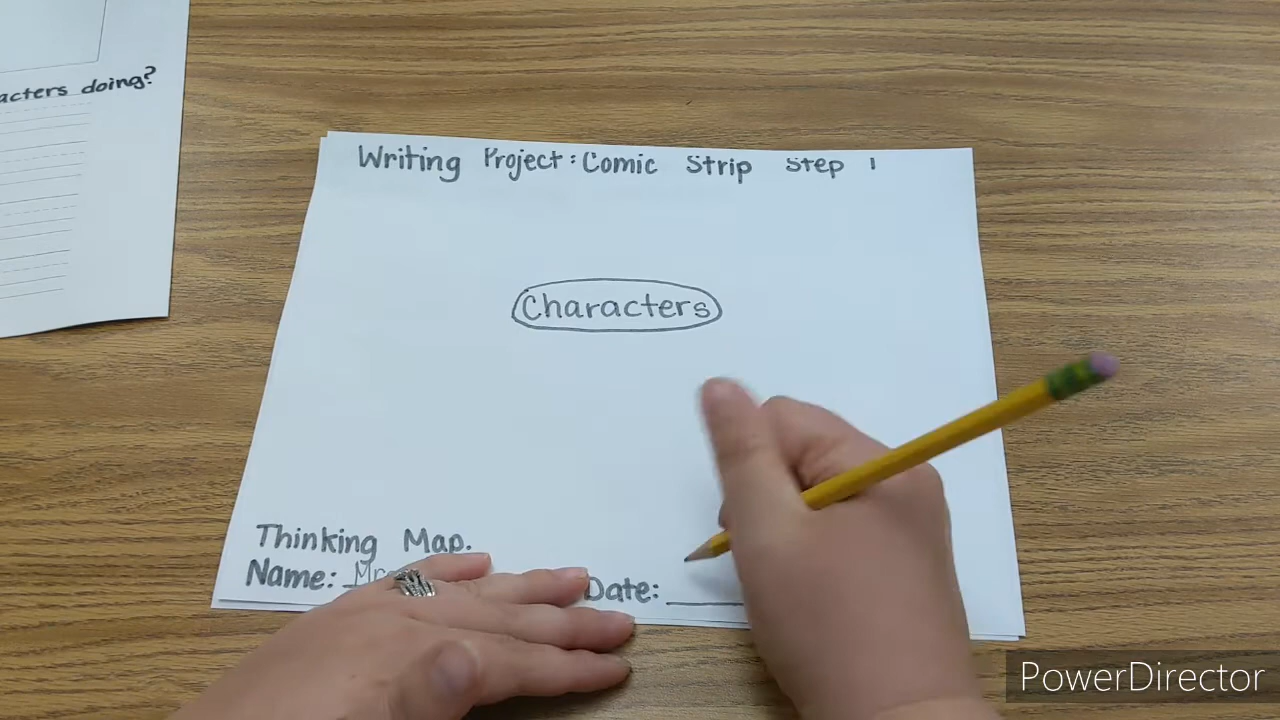 acters doing?
Writing Project: Comic Strip Step 1
Characters
Thinking Map.
Name:
Date:
PowerDirector